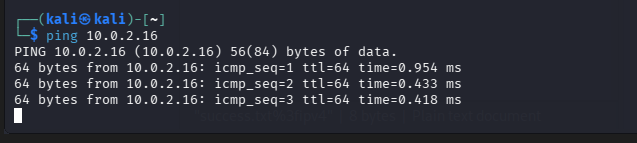 ┌──(kali㉿kali)-[~]
└─$ ping 10.0.2.16
PING 10.0.2.16 (10.0.2.16) 56(84) bytes of data.
64 bytes from 10.0.2.16: icmp_seq=1 ttl=64 time=0.954 ms
64 bytes from 10.0.2.16: icmp_seq=2 ttl=64 time=0.433 ms
64 bytes from 10.0.2.16: icmp_seq=3 ttl=64 time=0.418 ms